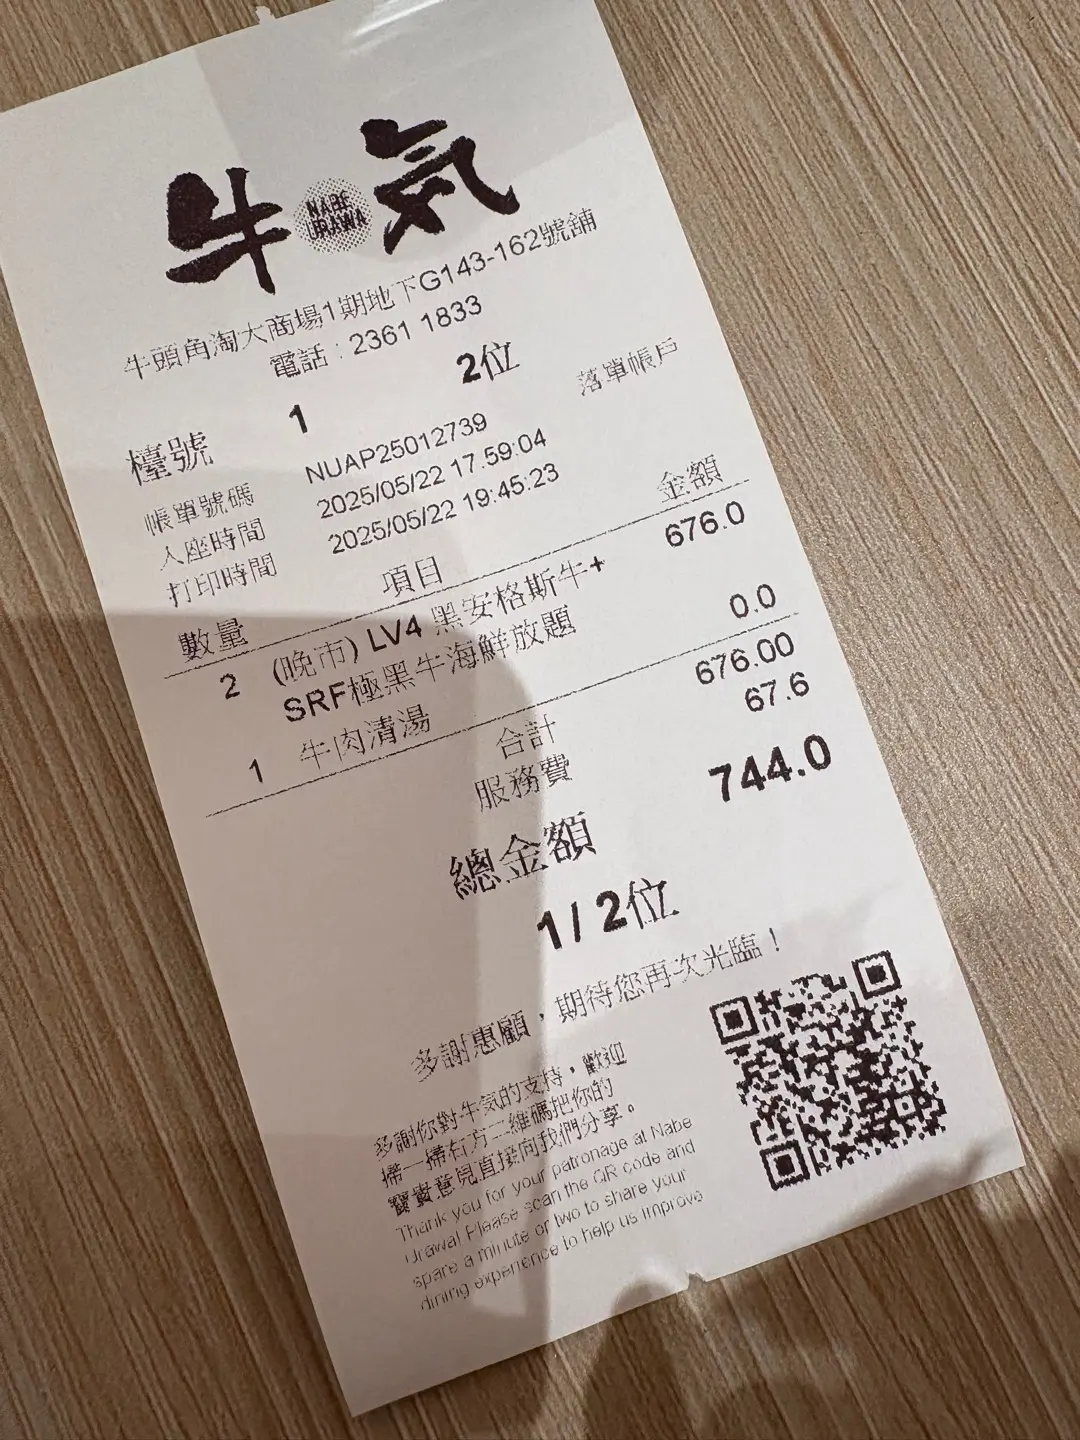 牛 NABE URAWA 気
牛頭角淘大商場1期地下G143-162號舖
電話：2361 1833
檯號 1 2位
帳單號碼 NUAP25012739 落單帳戶
入座時間 2025/05/22 17:59:04
打印時間 2025/05/22 19:45:23
數量 項目 金額
2 (晚市) LV4 黑安格斯牛+ 676.0
SRF極黑牛海鮮放題
1 牛肉清湯 0.0
合計 676.00
服務費 67.6
總金額 744.0
1 / 2位
多謝惠顧，期待您再次光臨！
多謝你對牛気的支持，歡迎
掃一掃右方二維碼把你的
寶貴意見直接向我們分享。
Thank you for your patronage at Nabe
Urawa! Please scan the QR code and
spare a minute or two to share your
dining experience to help us improve